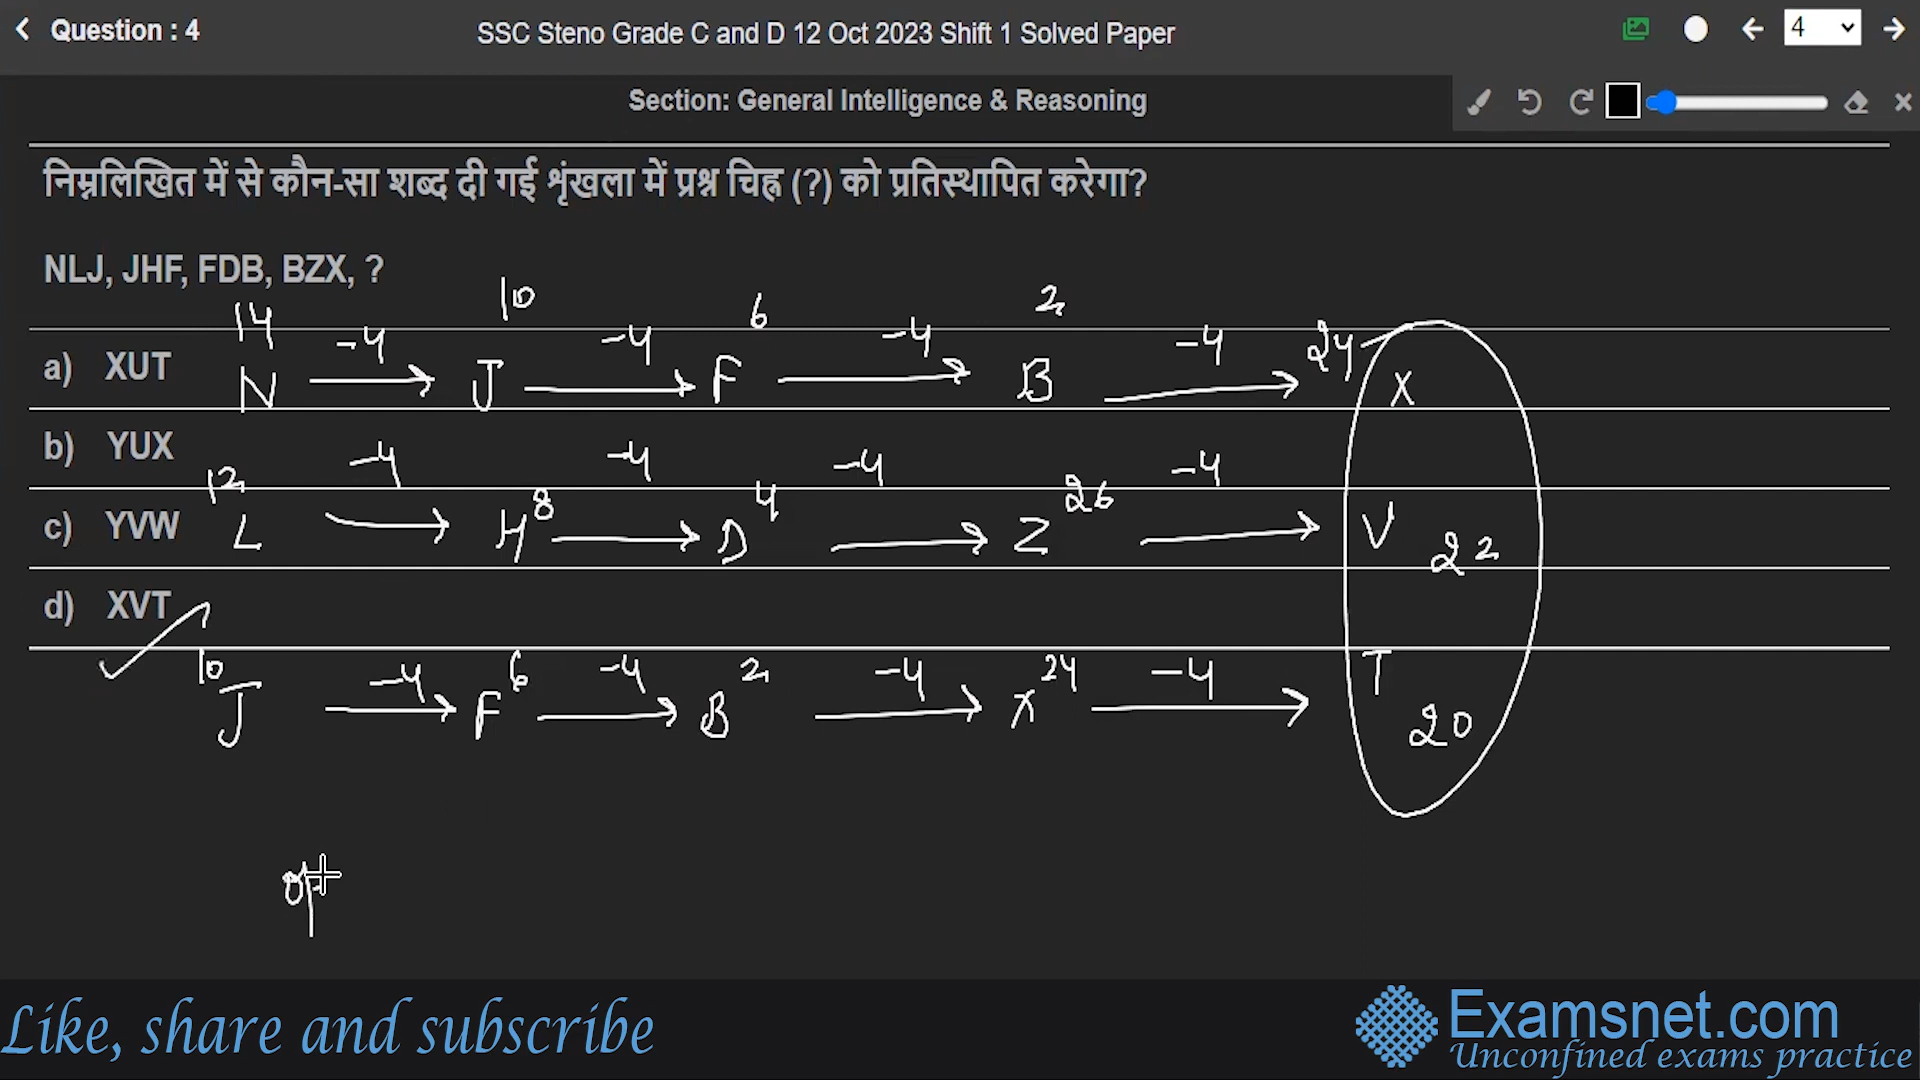 Question : 4
SSC Steno Grade C and D 12 Oct 2023 Shift 1 Solved Paper
4
Section: General Intelligence & Reasoning
निम्नलिखित में से कौन-सा शब्द दी गई शृंखला में प्रश्न चिह्न (?) को प्रतिस्थापित करेगा?
NLJ, JHF, FDB, BZX, ?
14 10 6 2 24
-4 -4 -4 -4
a) XUT
N J F B X
b) YUX
-4 -4 -4 -4
12 8 4 26
c) YVW
L H D Z V 22
d) XVT
10 6 2 24
-4 -4 -4 -4
J F B X T 20
op
Like, share and subscribe
Examsnet.com
Unconfined exams practice